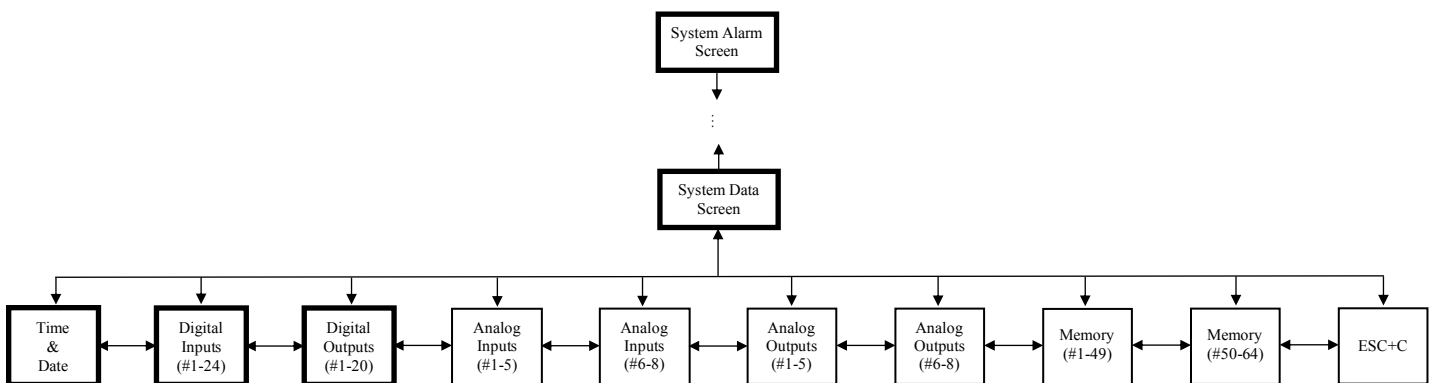 System Alarm
Screen
⋮
System Data
Screen
Time
&
Date
Digital
Inputs
(#1-24)
Digital
Outputs
(#1-20)
Analog
Inputs
(#1-5)
Analog
Inputs
(#6-8)
Analog
Outputs
(#1-5)
Analog
Outputs
(#6-8)
Memory
(#1-49)
Memory
(#50-64)
ESC+C